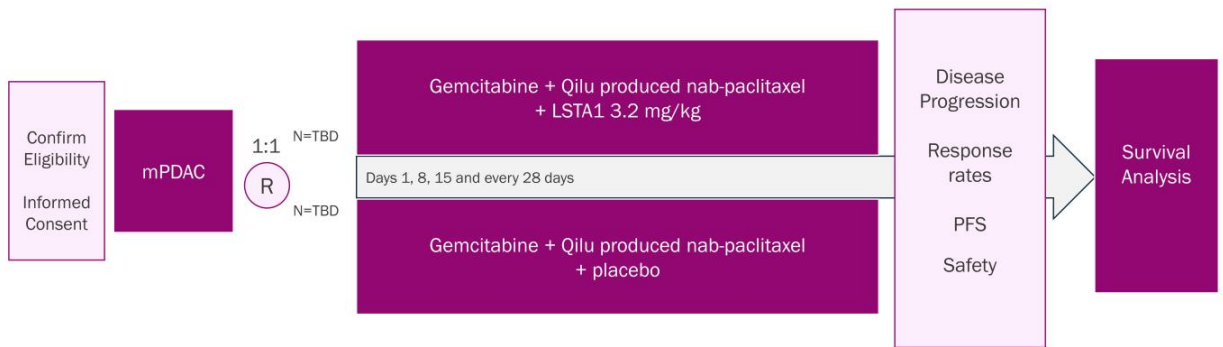 Confirm
Eligibility
Informed
Consent
mPDAC
1:1
R
N=TBD
N=TBD
Gemcitabine + Qilu produced nab-paclitaxel
+ LSTA1 3.2 mg/kg
Days 1, 8, 15 and every 28 days
Gemcitabine + Qilu produced nab-paclitaxel
+ placebo
Disease
Progression
Response
rates
PFS
Safety
Survival
Analysis